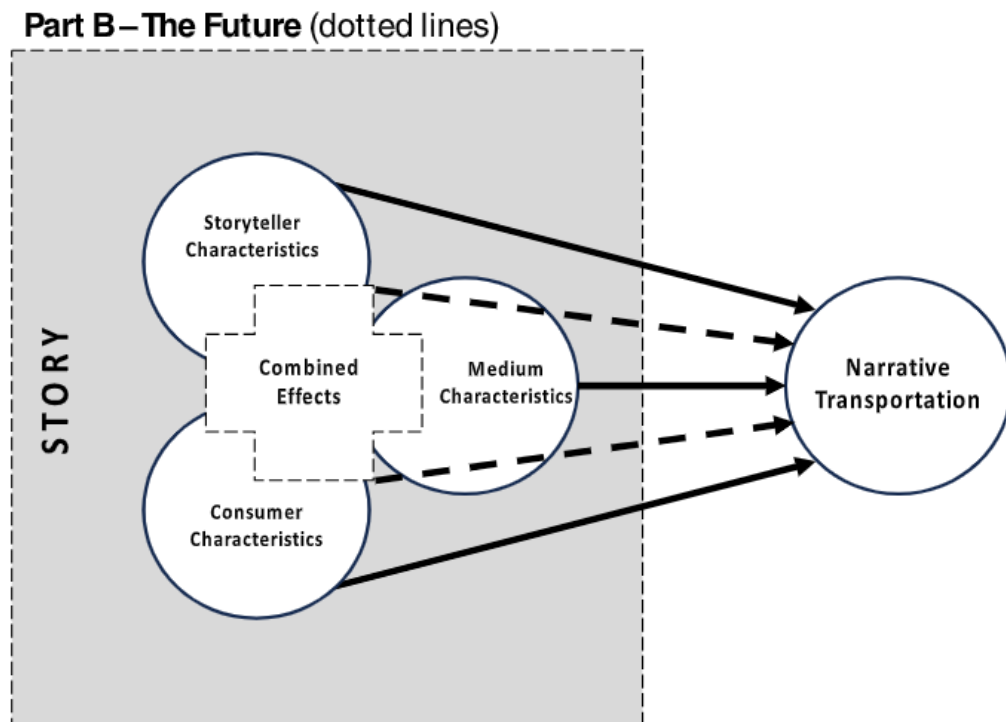 Part B–The Future (dotted lines)
Storyteller
Characteristics
STORY
Combined
Effects
Medium
Characteristics
Narrative
Transportation
Consumer
Characteristics